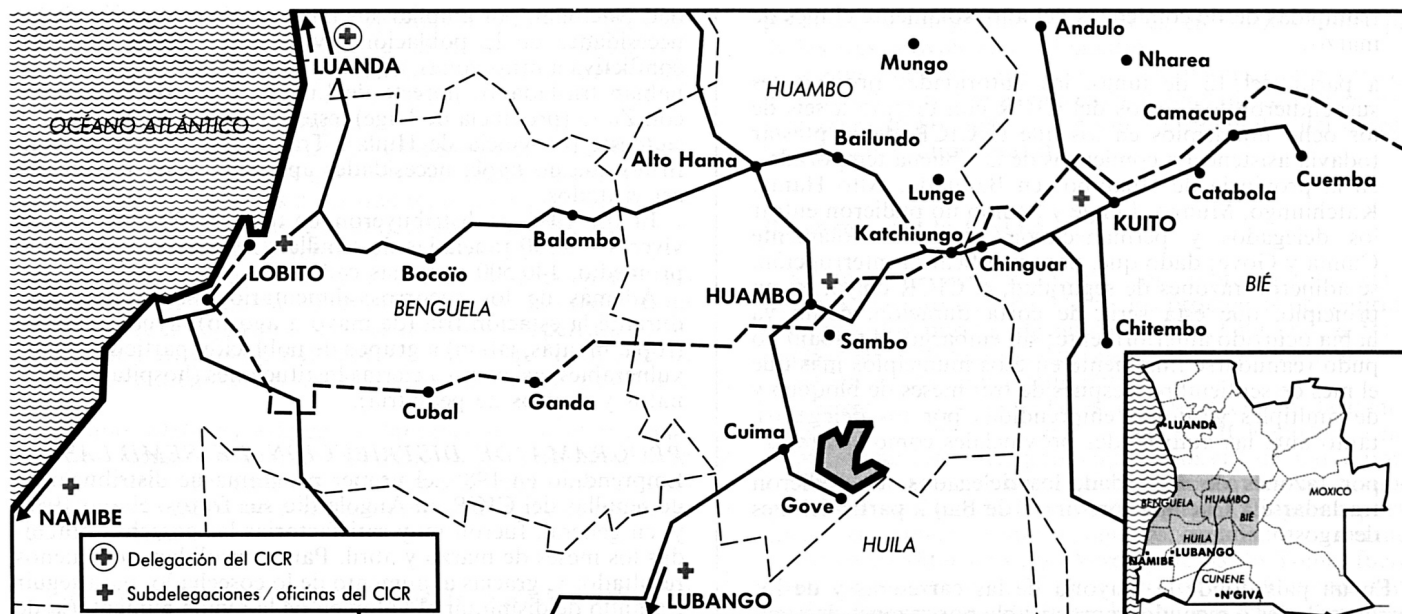 LUANDA
OCÉANO ATLÁNTICO
LOBITO
Balombo
Bocoïo
BENGUELA
Cubal
Ganda
NAMIBE
Alto Hama
HUAMBO
Mungo
Bailundo
Lunge
Katchiungo
Chinguar
HUAMBO
Sambo
Cuima
Gove
HUILA
LUBANGO
Andulo
Nharea
Camacupa
Catabola
Cuemba
KUITO
BIÉ
Chitembo
Delegación del CICR
Subdelegaciones / oficinas del CICR
LUANDA
BENGUELA
HUAMBO
BIÉ
MOXICO
HUILA
LUBANGO
NAMIBE
CUNENE
N'GIVA